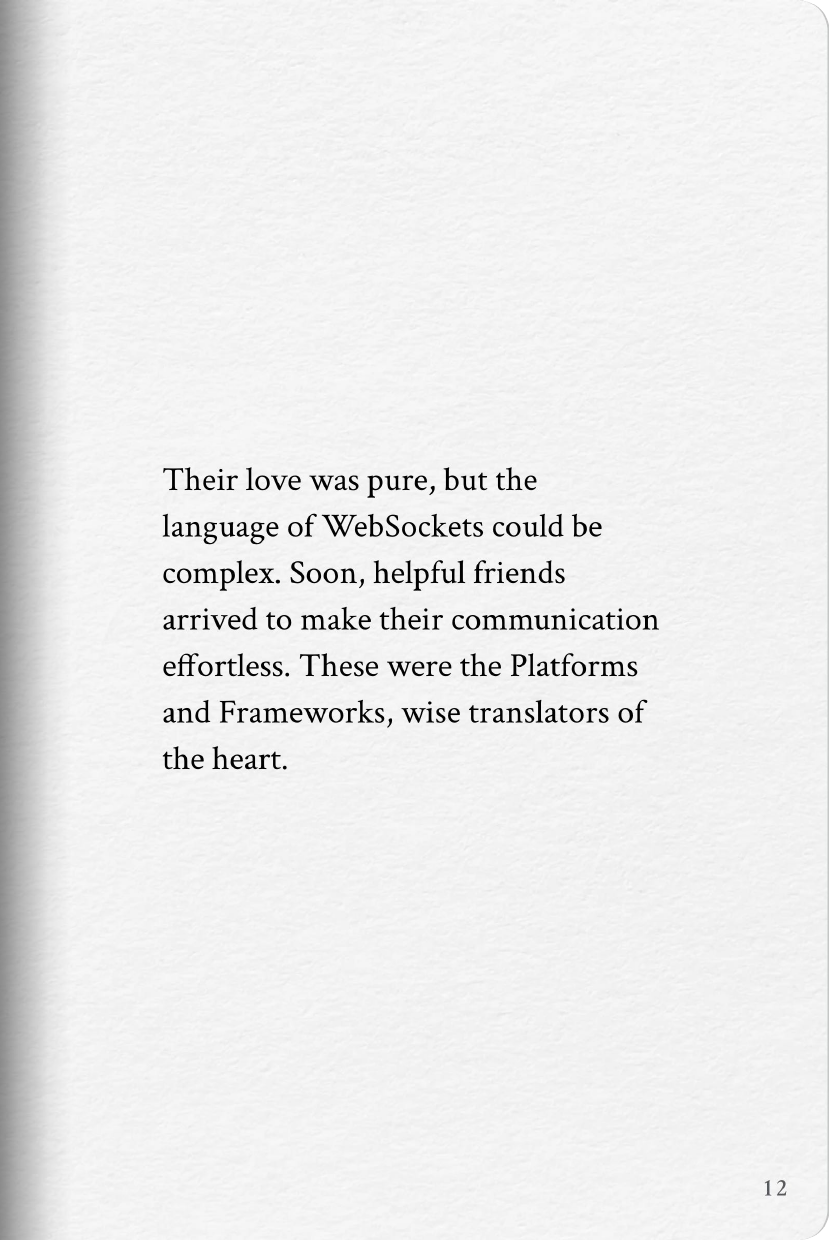 Their love was pure, but the
language of WebSockets could be
complex. Soon, helpful friends
arrived to make their communication
effortless. These were the Platforms
and Frameworks, wise translators of
the heart.
12